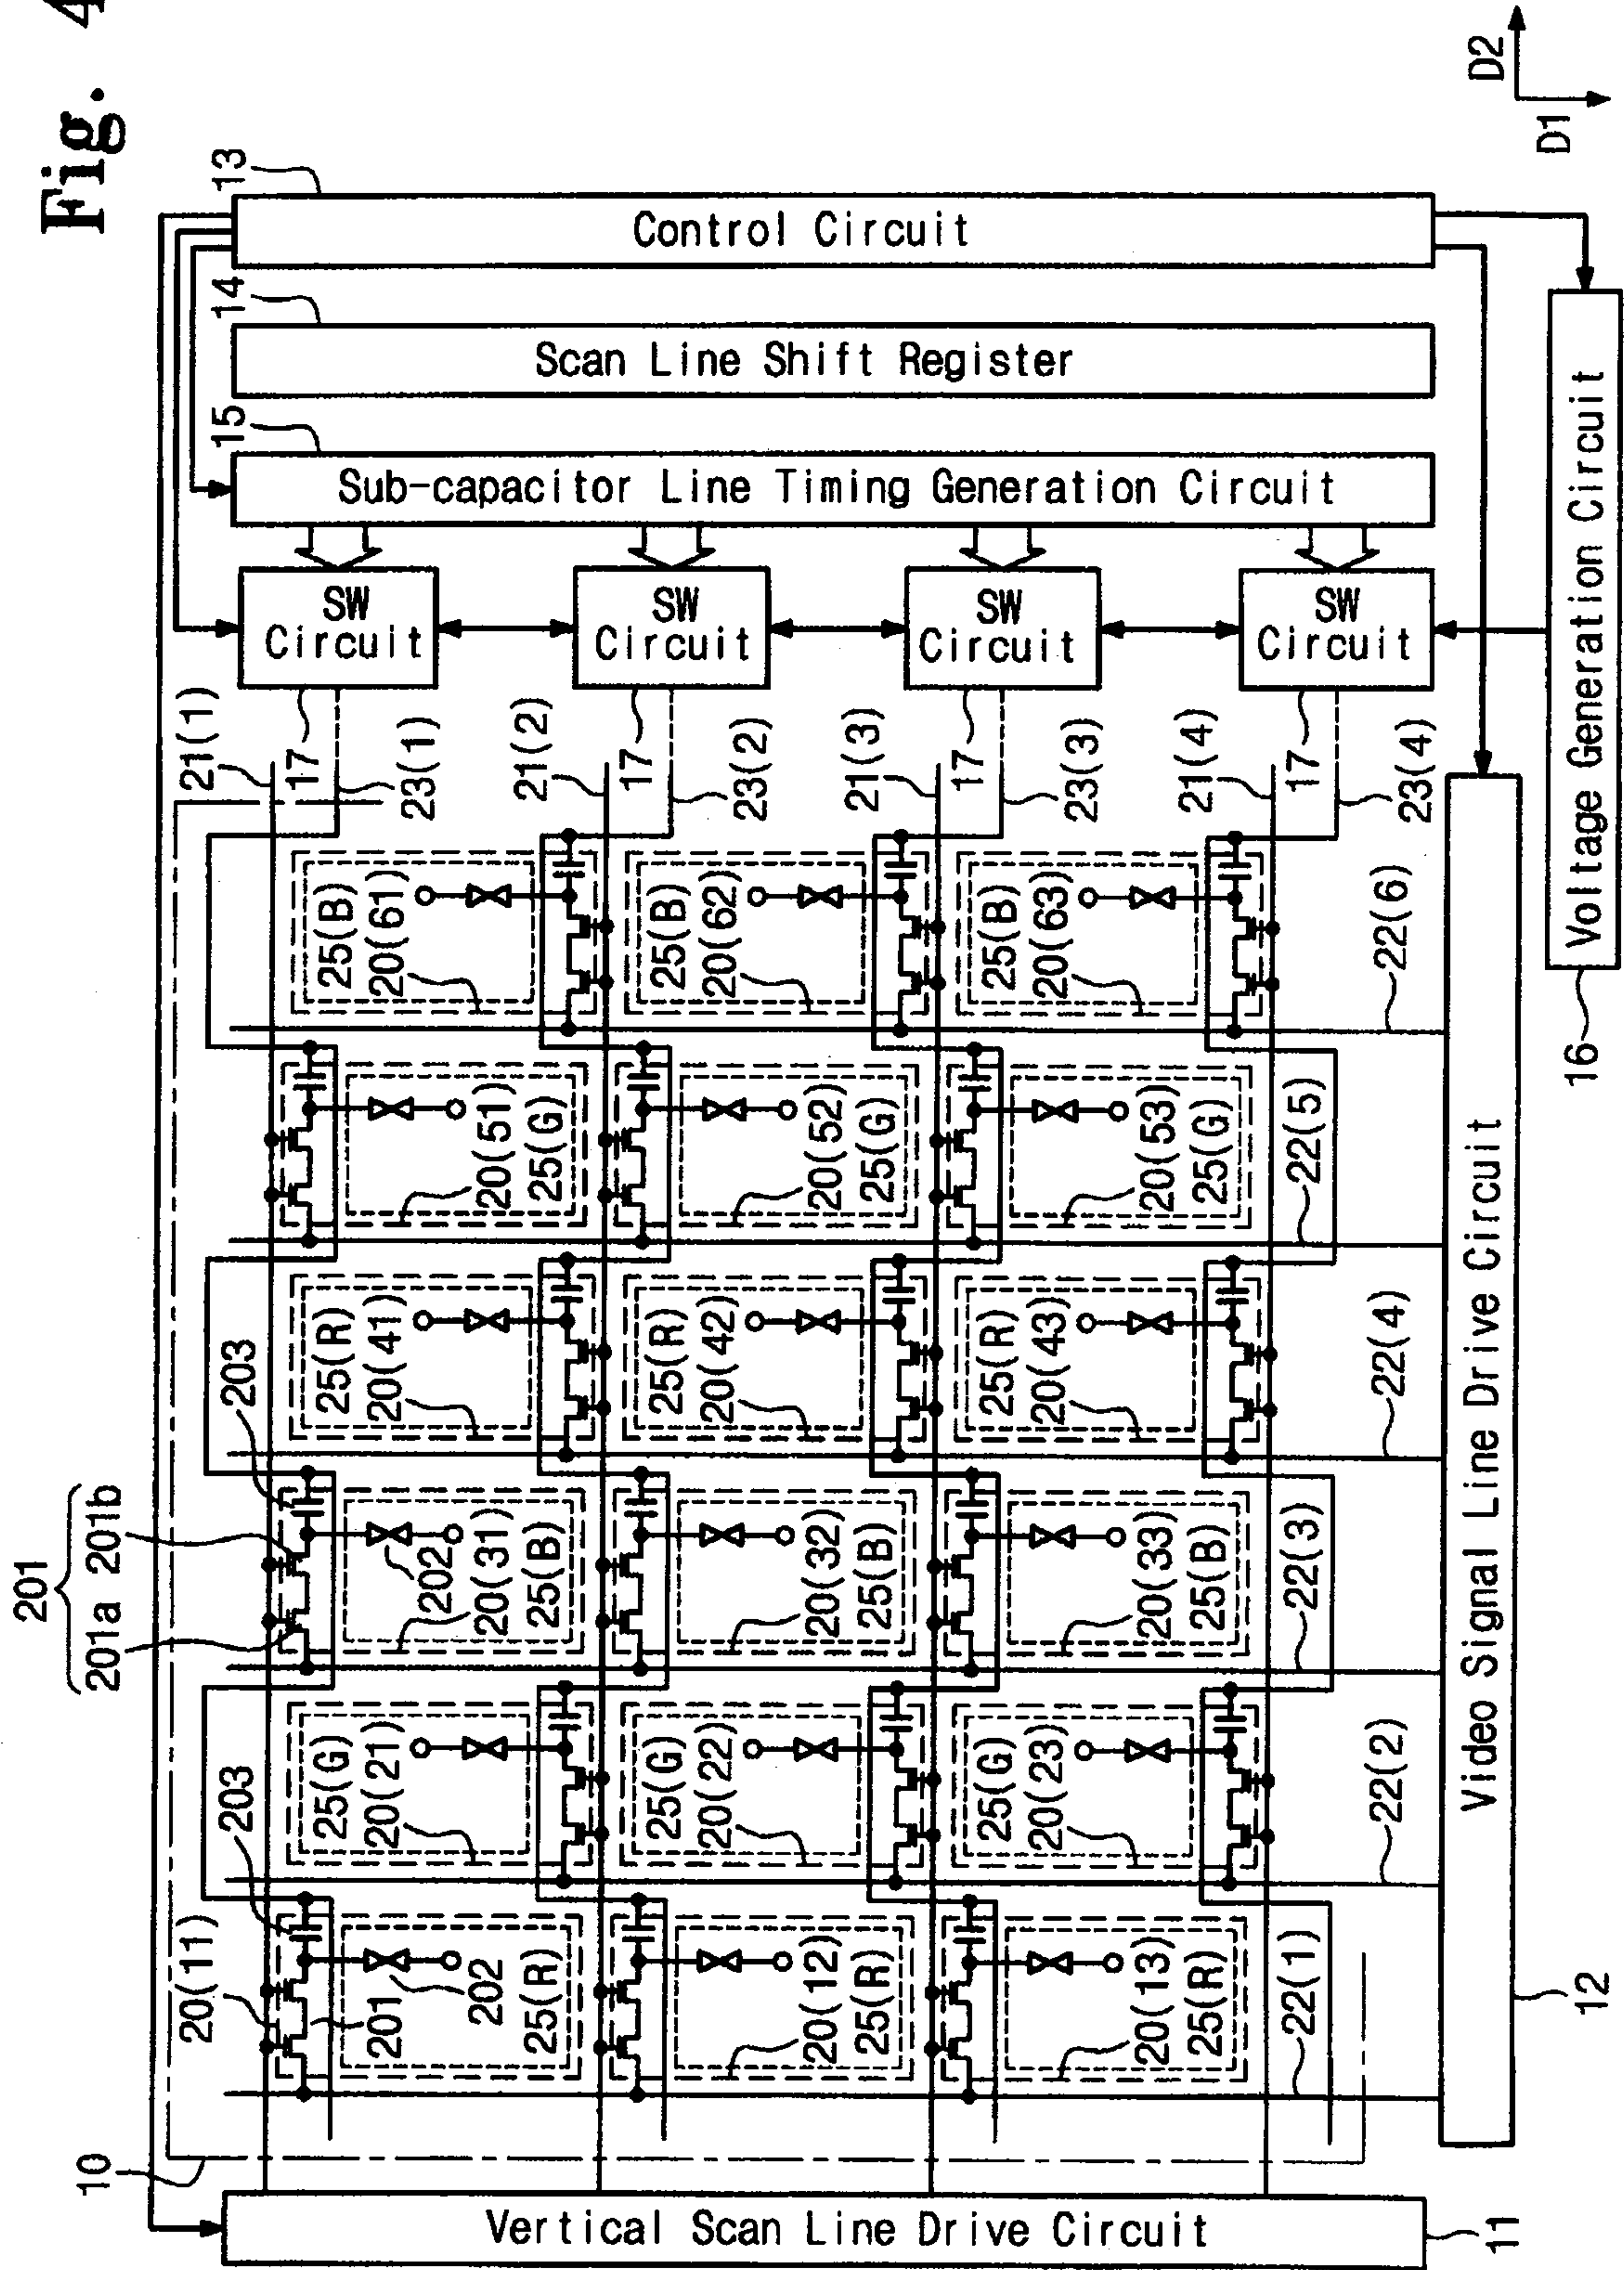 Fig. 4
13
Control Circuit
14
Scan Line Shift Register
15
Sub-capacitor Line Timing Generation Circuit
SW Circuit
SW Circuit
SW Circuit
SW Circuit
Voltage Generation Circuit
16
D2
D1
21(1)
17
23(1)
21(2)
17
23(2)
21(3)
17
23(3)
21(4)
17
23(4)
25(B)
20(61)
25(B)
20(62)
25(B)
20(63)
22(6)
20(51)
25(G)
20(52)
25(G)
20(53)
25(G)
22(5)
203
25(R)
20(41)
25(R)
20(42)
25(R)
20(43)
22(4)
201
201a 201b
202
20(31)
25(B)
20(32)
25(B)
20(33)
25(B)
22(3)
203
25(G)
20(21)
25(G)
20(22)
25(G)
20(23)
22(2)
20(11)
201
202
25(R)
20(12)
25(R)
20(13)
25(R)
22(1)
Video Signal Line Drive Circuit
12
10
Vertical Scan Line Drive Circuit
11